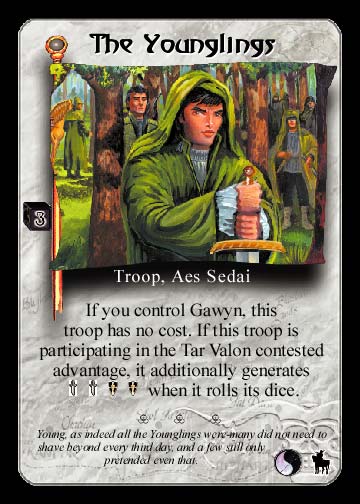 The Younglings
3
Troop, Aes Sedai
If you control Gawyn, this
troop has no cost. If this troop is
participating in the Tar Valon contested
advantage, it additionally generates
when it rolls its dice.
Young, as indeed all the Younglings were-many did not need to
shave beyond every third day, and a few still only
pretended even that.